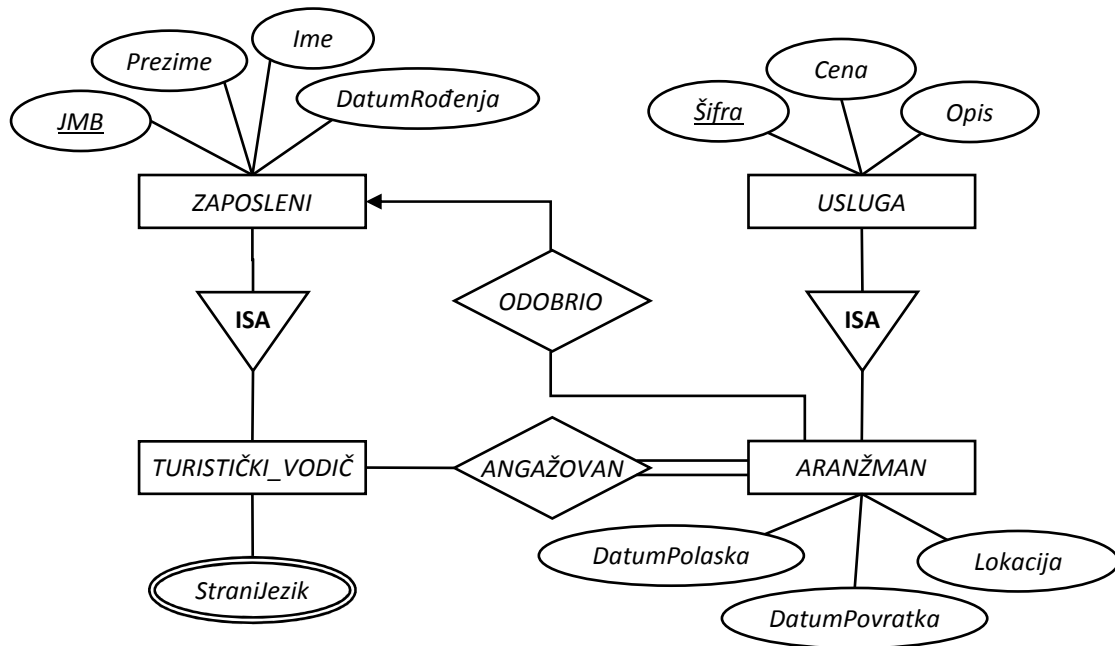 Ime
Prezime
Cena
DatumRođenja
JMB
Šifra
Opis
ZAPOSLENI
USLUGA
ODOBRIO
ISA
ISA
TURISTIČKI_VODIČ
ANGAŽOVAN
ARANŽMAN
DatumPolaska
Lokacija
StraniJezik
DatumPovratka